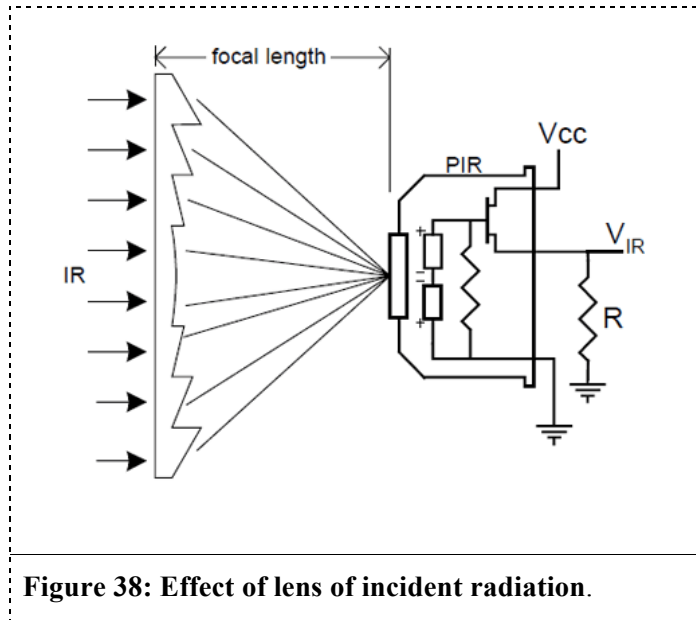 focal length
Vcc
PIR
+
V IR
IR
–
–
R
+
Figure 38: Effect of lens of incident radiation.